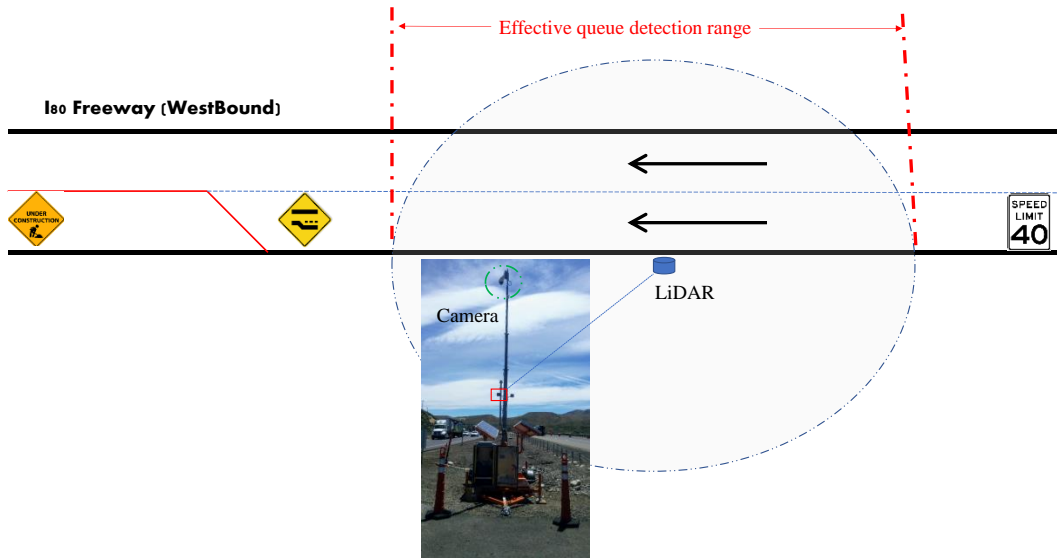 Effective queue detection range
I80 Freeway (WestBound)
UNDER
CONSTRUCTION
SPEED
LIMIT
40
LiDAR
Camera